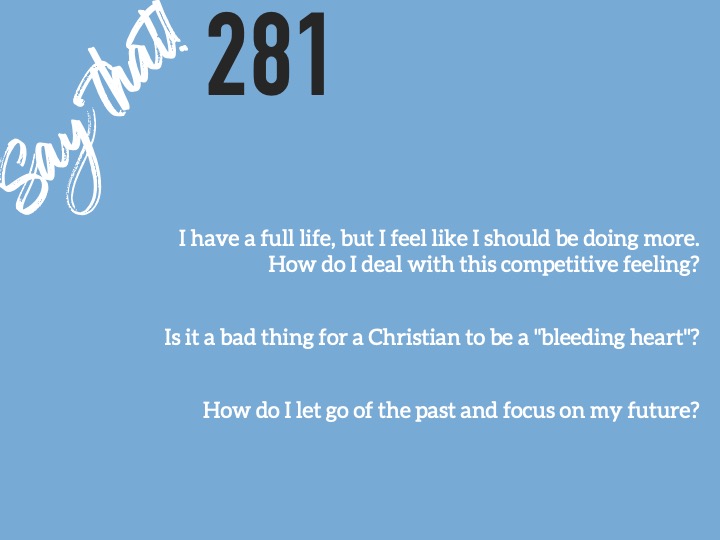 Say that!
281
I have a full life, but I feel like I should be doing more.
How do I deal with this competitive feeling?
Is it a bad thing for a Christian to be a "bleeding heart"?
How do I let go of the past and focus on my future?